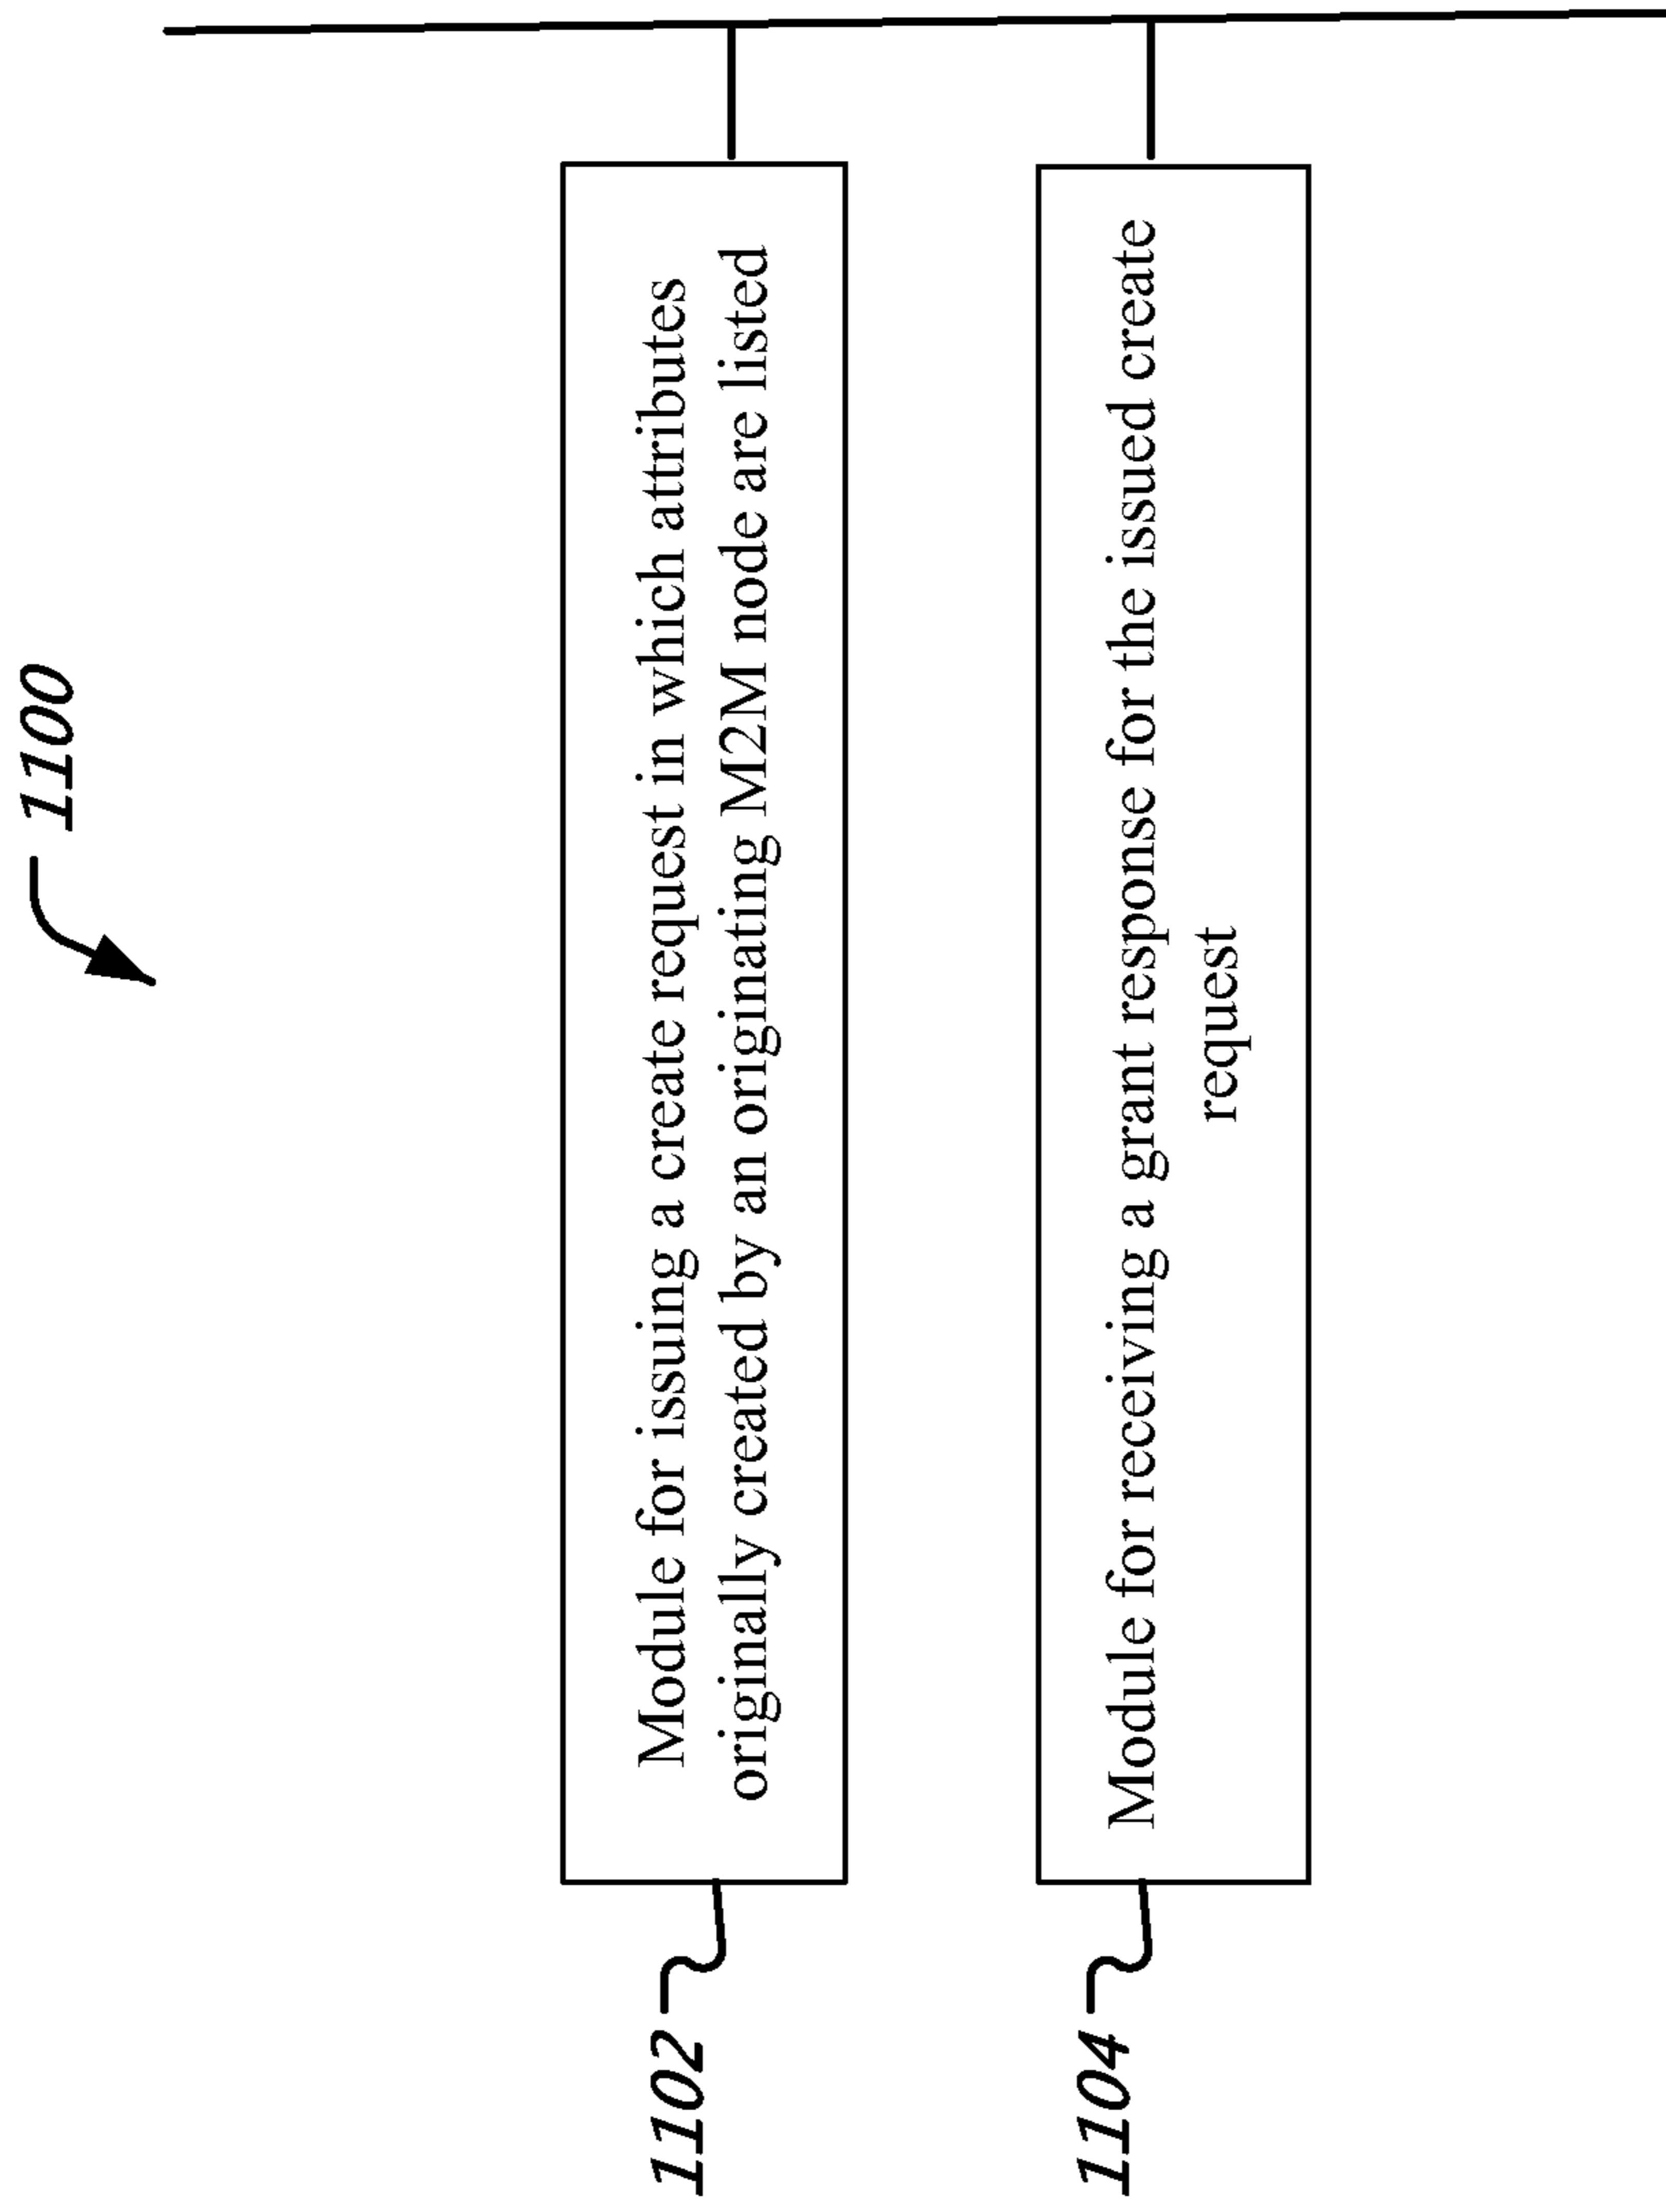 1100
1102
Module for issuing a create request in which attributes
originally created by an originating M2M node are listed
1104
Module for receiving a grant response for the issued create
request